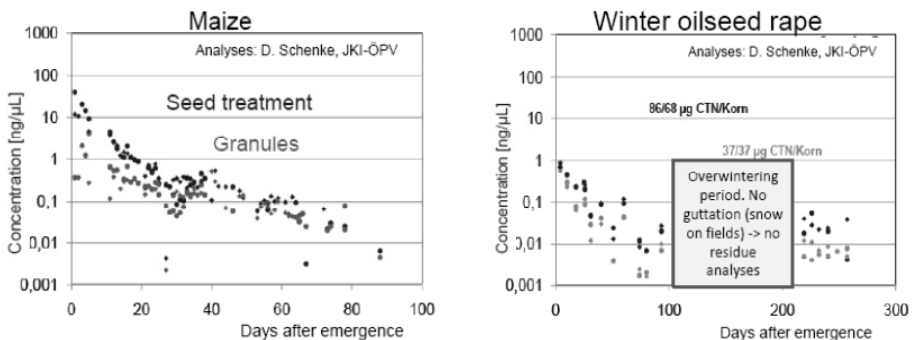 Maize
Analyses: D. Schenke, JKI-ÖPV
Seed treatment
Granules
Concentration [ng/µL]
1000
100
10
1
0,1
0,01
0,001
0 20 40 60 80 100
Days after emergence
Winter oilseed rape
Analyses: D. Schenke, JKI-ÖPV
86/68 µg CTN/Korn
37/37 µg CTN/Korn
Overwintering
period. No
guttation (snow
on fields) -> no
residue
analyses
Concentration [ng/µL]
1000
100
10
1
0,1
0,01
0,001
0 100 200 300
Days after emergence